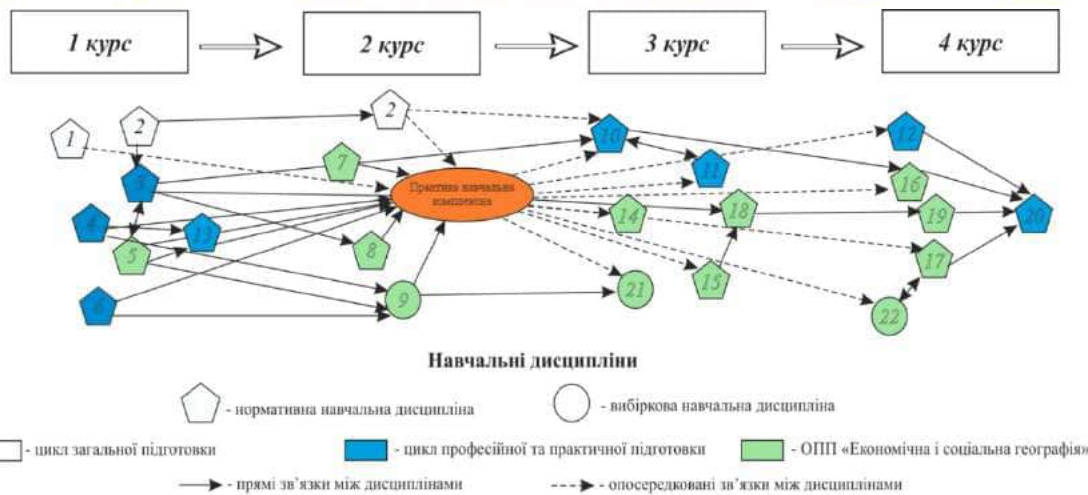 1 курс
2 курс
3 курс
4 курс
1
2
2
3
4
5
6
7
8
9
10
11
12
13
14
15
16
17
18
19
20
21
22
Практика навчальна
комплексна
Навчальні дисципліни
- нормативна навчальна дисципліна
- вибіркова навчальна дисципліна
- цикл загальної підготовки
- цикл професійної та практичної підготовки
- ОПП «Економічна і соціальна географія»
- прямі зв'язки між дисциплінами
- опосередковані зв'язки між дисциплінами